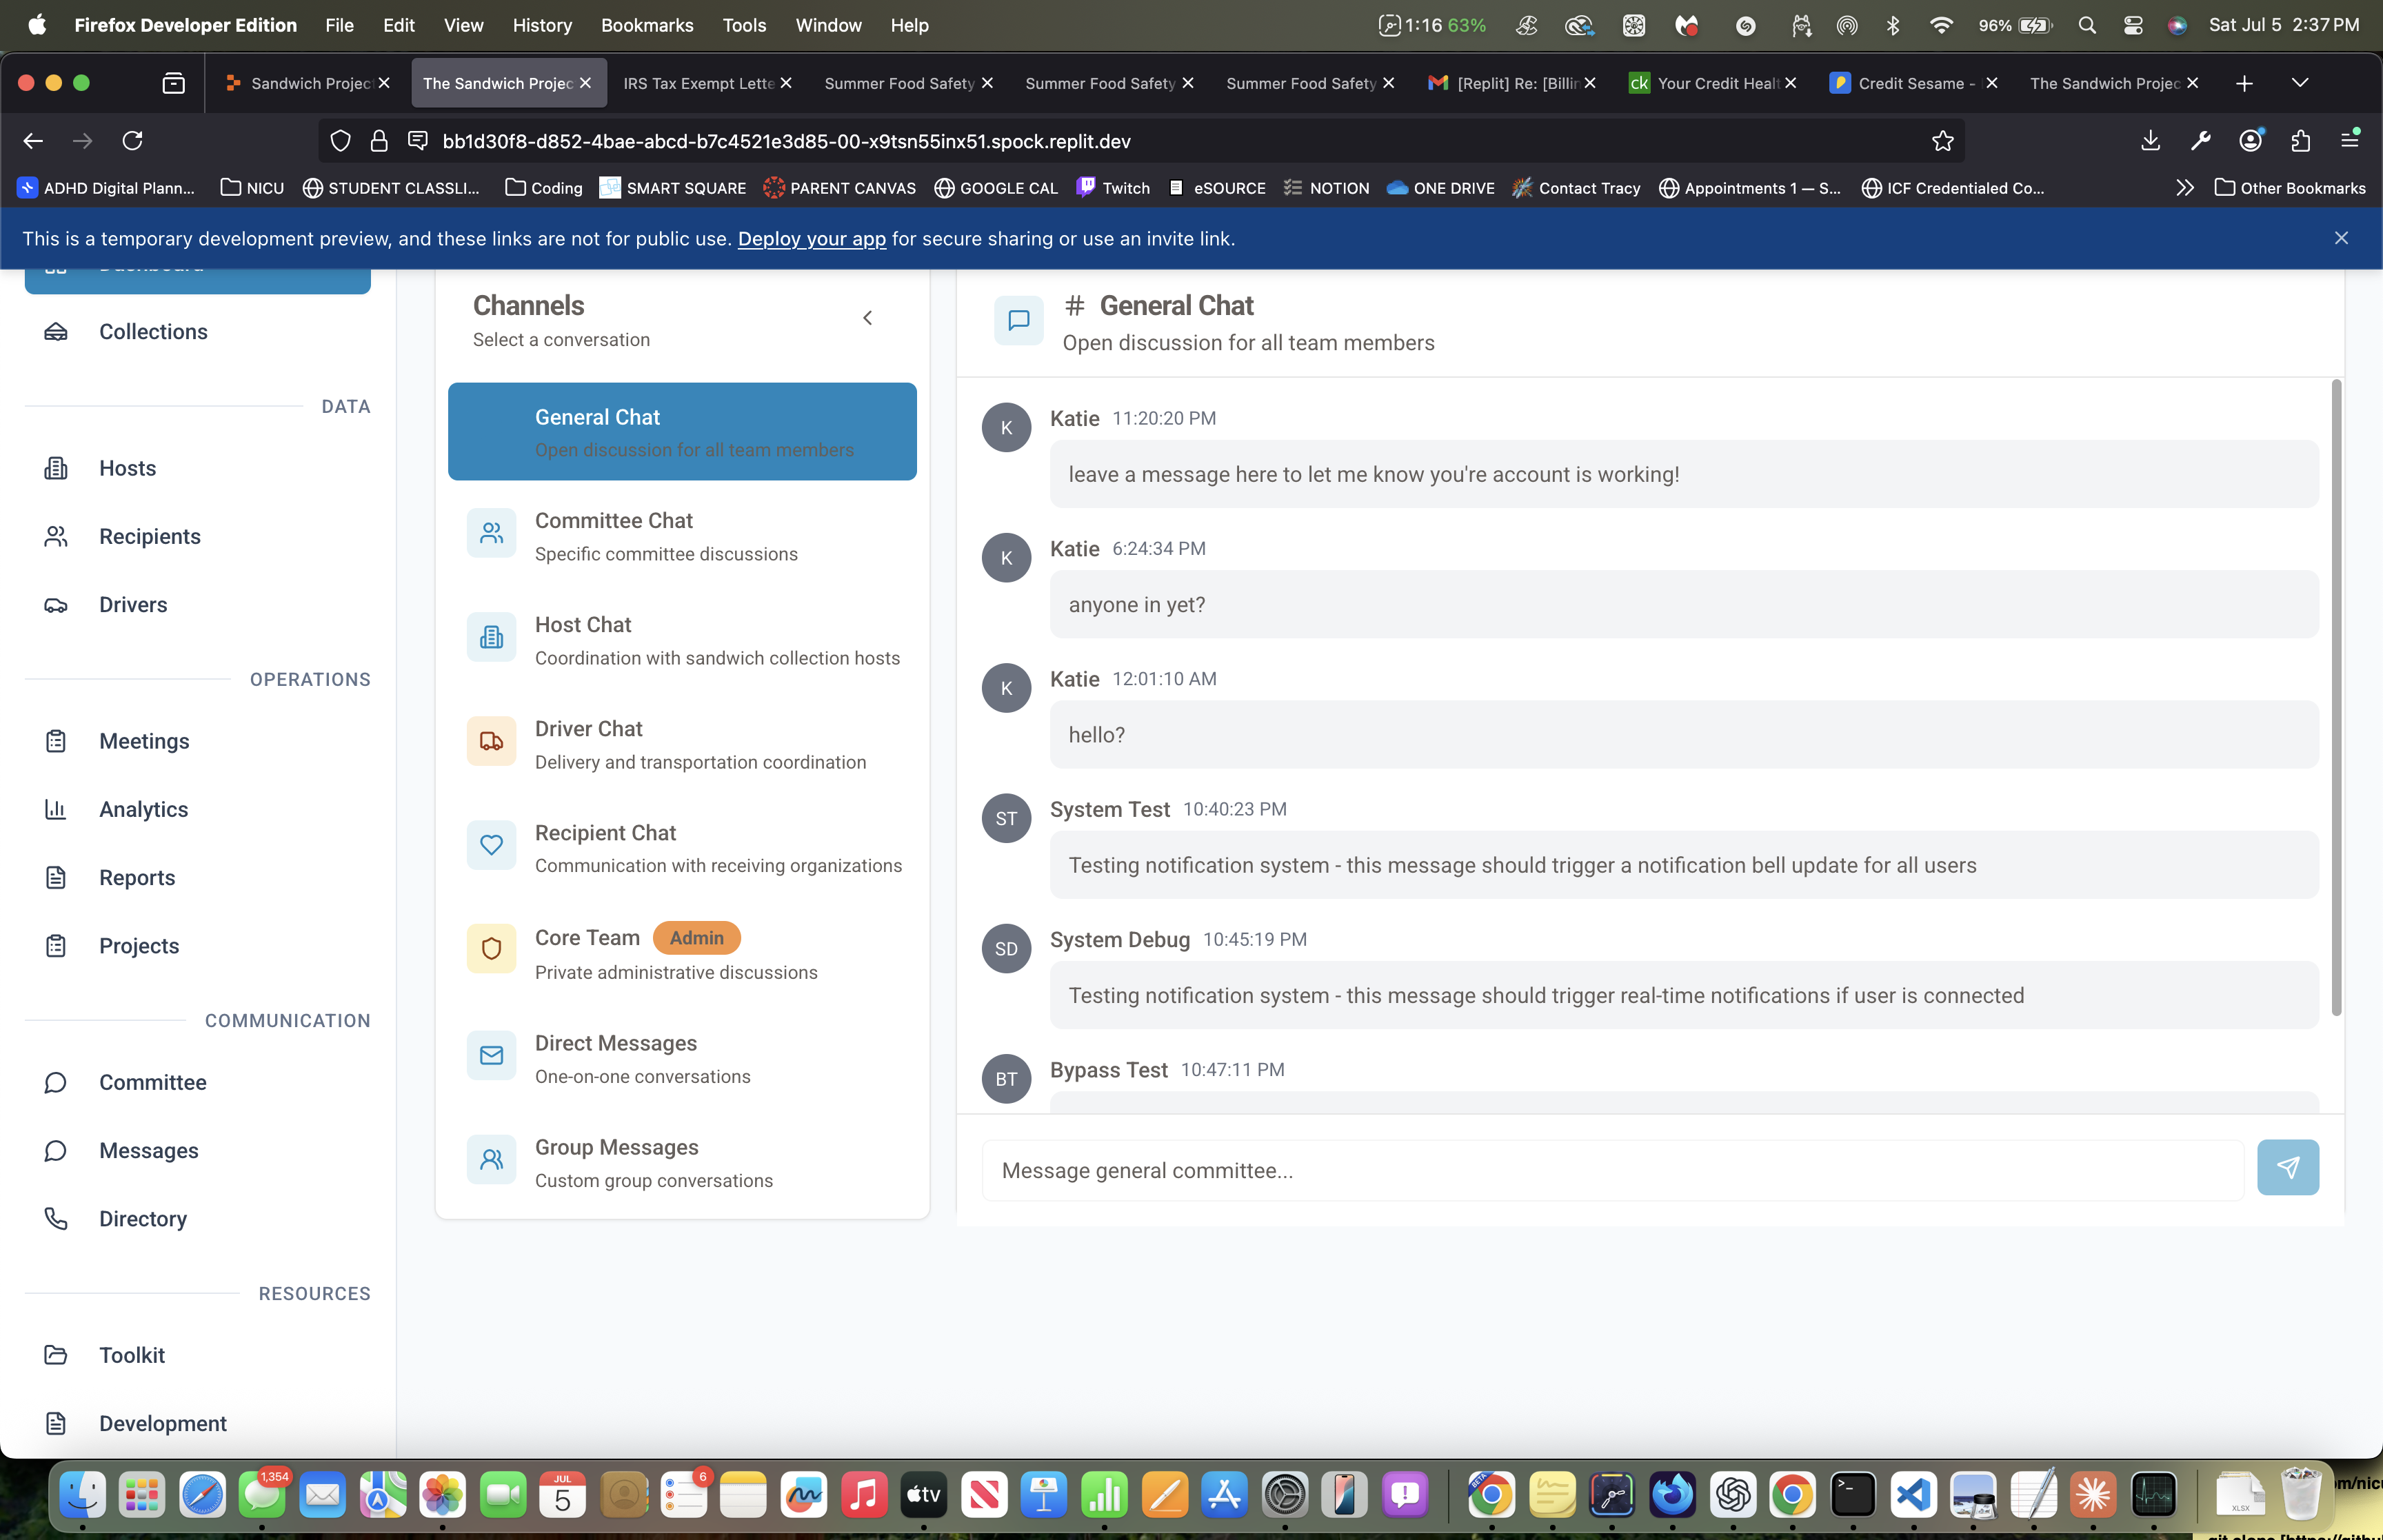 Firefox Developer Edition File Edit View History Bookmarks Tools Window Help 1:16 63% 96% Sat Jul 5 2:37 PM
Sandwich Project The Sandwich Projec IRS Tax Exempt Lette Summer Food Safety Summer Food Safety Summer Food Safety [Replit] Re: [Billin ck Your Credit Healt Credit Sesame - The Sandwich Projec
bb1d30f8-d852-4bae-abcd-b7c4521e3d85-00-x9tsn55inx51.spock.replit.dev
ADHD Digital Plann... NICU STUDENT CLASSLI... Coding SMART SQUARE PARENT CANVAS GOOGLE CAL Twitch eSOURCE NOTION ONE DRIVE Contact Tracy Appointments 1 — S... ICF Credentialed Co... Other Bookmarks
This is a temporary development preview, and these links are not for public use. Deploy your app for secure sharing or use an invite link.
Dashboard
Collections
DATA
Hosts
Recipients
Drivers
OPERATIONS
Meetings
Analytics
Reports
Projects
COMMUNICATION
Committee
Messages
Directory
RESOURCES
Toolkit
Development
Channels
Select a conversation
General Chat
Open discussion for all team members
Committee Chat
Specific committee discussions
Host Chat
Coordination with sandwich collection hosts
Driver Chat
Delivery and transportation coordination
Recipient Chat
Communication with receiving organizations
Core Team Admin
Private administrative discussions
Direct Messages
One-on-one conversations
Group Messages
Custom group conversations
# General Chat
Open discussion for all team members
K Katie 11:20:20 PM
leave a message here to let me know you're account is working!
K Katie 6:24:34 PM
anyone in yet?
K Katie 12:01:10 AM
hello?
ST System Test 10:40:23 PM
Testing notification system - this message should trigger a notification bell update for all users
SD System Debug 10:45:19 PM
Testing notification system - this message should trigger real-time notifications if user is connected
BT Bypass Test 10:47:11 PM
Message general committee...
1,354 JUL 5 6 tv BETA XLSX